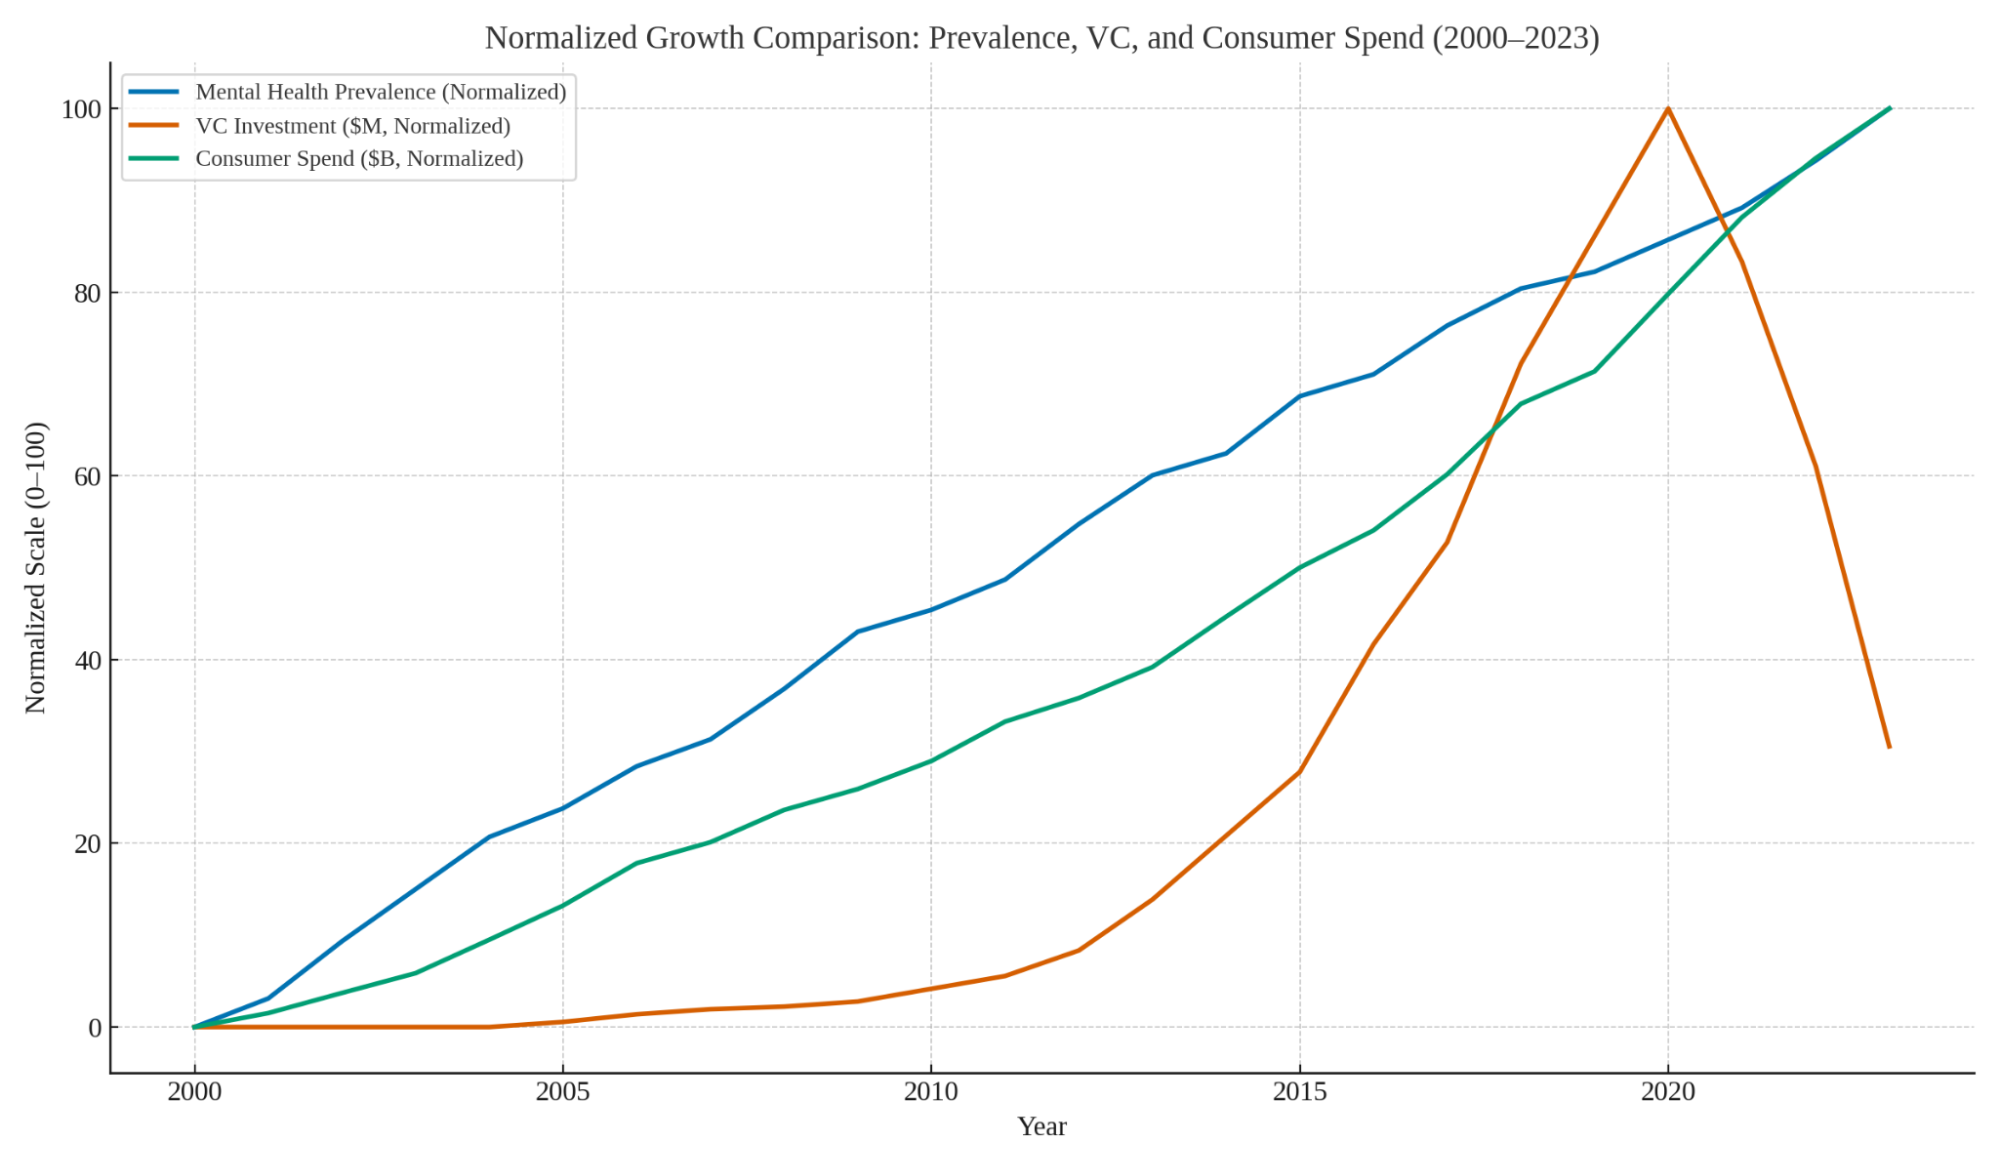 Normalized Growth Comparison: Prevalence, VC, and Consumer Spend (2000–2023)
Mental Health Prevalence (Normalized)
VC Investment ($M, Normalized)
Consumer Spend ($B, Normalized)
Normalized Scale (0–100)
100
80
60
40
20
0
2000 2005 2010 2015 2020
Year